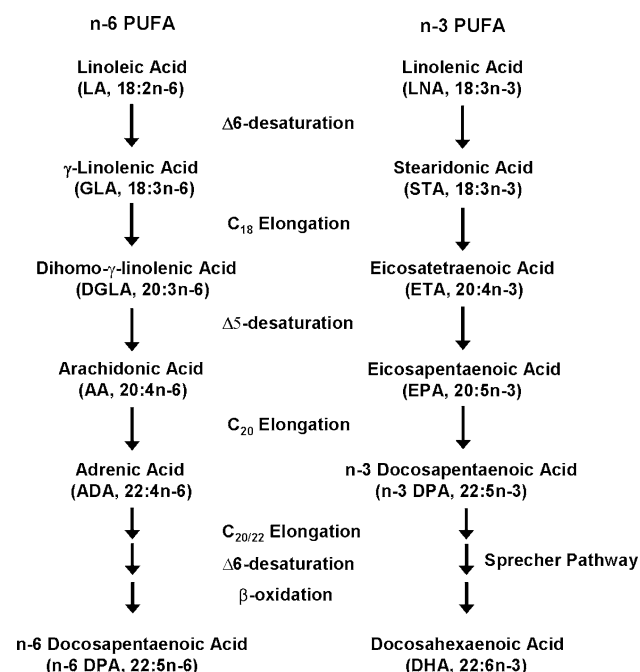 n-6 PUFA
n-3 PUFA
Linoleic Acid
(LA, 18:2n-6)
Linolenic Acid
(LNA, 18:3n-3)
Δ6-desaturation
γ-Linolenic Acid
(GLA, 18:3n-6)
Stearidonic Acid
(STA, 18:3n-3)
C18 Elongation
Dihomo-γ-linolenic Acid
(DGLA, 20:3n-6)
Eicosatetraenoic Acid
(ETA, 20:4n-3)
Δ5-desaturation
Arachidonic Acid
(AA, 20:4n-6)
Eicosapentaenoic Acid
(EPA, 20:5n-3)
C20 Elongation
Adrenic Acid
(ADA, 22:4n-6)
n-3 Docosapentaenoic Acid
(n-3 DPA, 22:5n-3)
C20/22 Elongation
Δ6-desaturation
Sprecher Pathway
β-oxidation
n-6 Docosapentaenoic Acid
(n-6 DPA, 22:5n-6)
Docosahexaenoic Acid
(DHA, 22:6n-3)